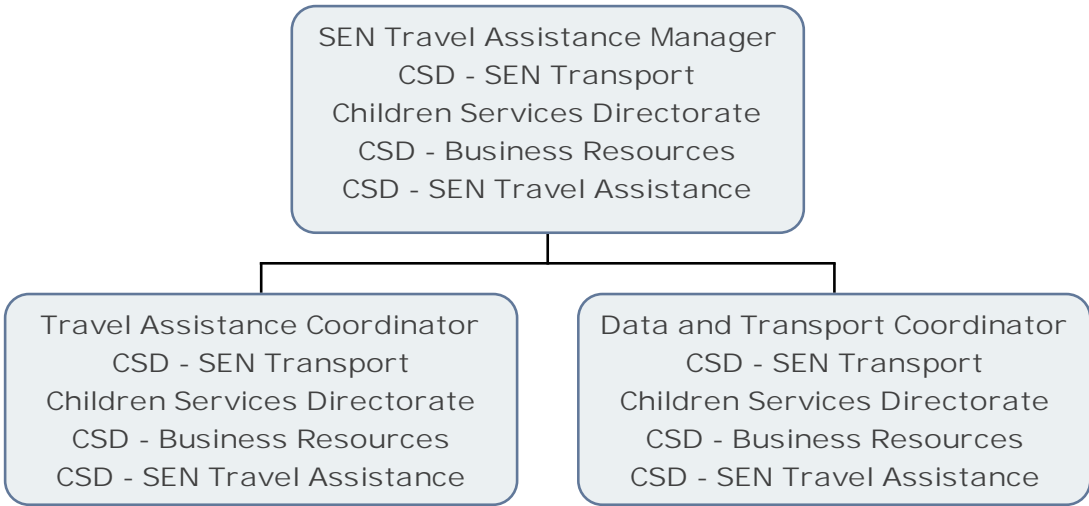 SEN Travel Assistance Manager
CSD - SEN Transport
Children Services Directorate
CSD - Business Resources
CSD - SEN Travel Assistance
Travel Assistance Coordinator
CSD - SEN Transport
Children Services Directorate
CSD - Business Resources
CSD - SEN Travel Assistance
Data and Transport Coordinator
CSD - SEN Transport
Children Services Directorate
CSD - Business Resources
CSD - SEN Travel Assistance